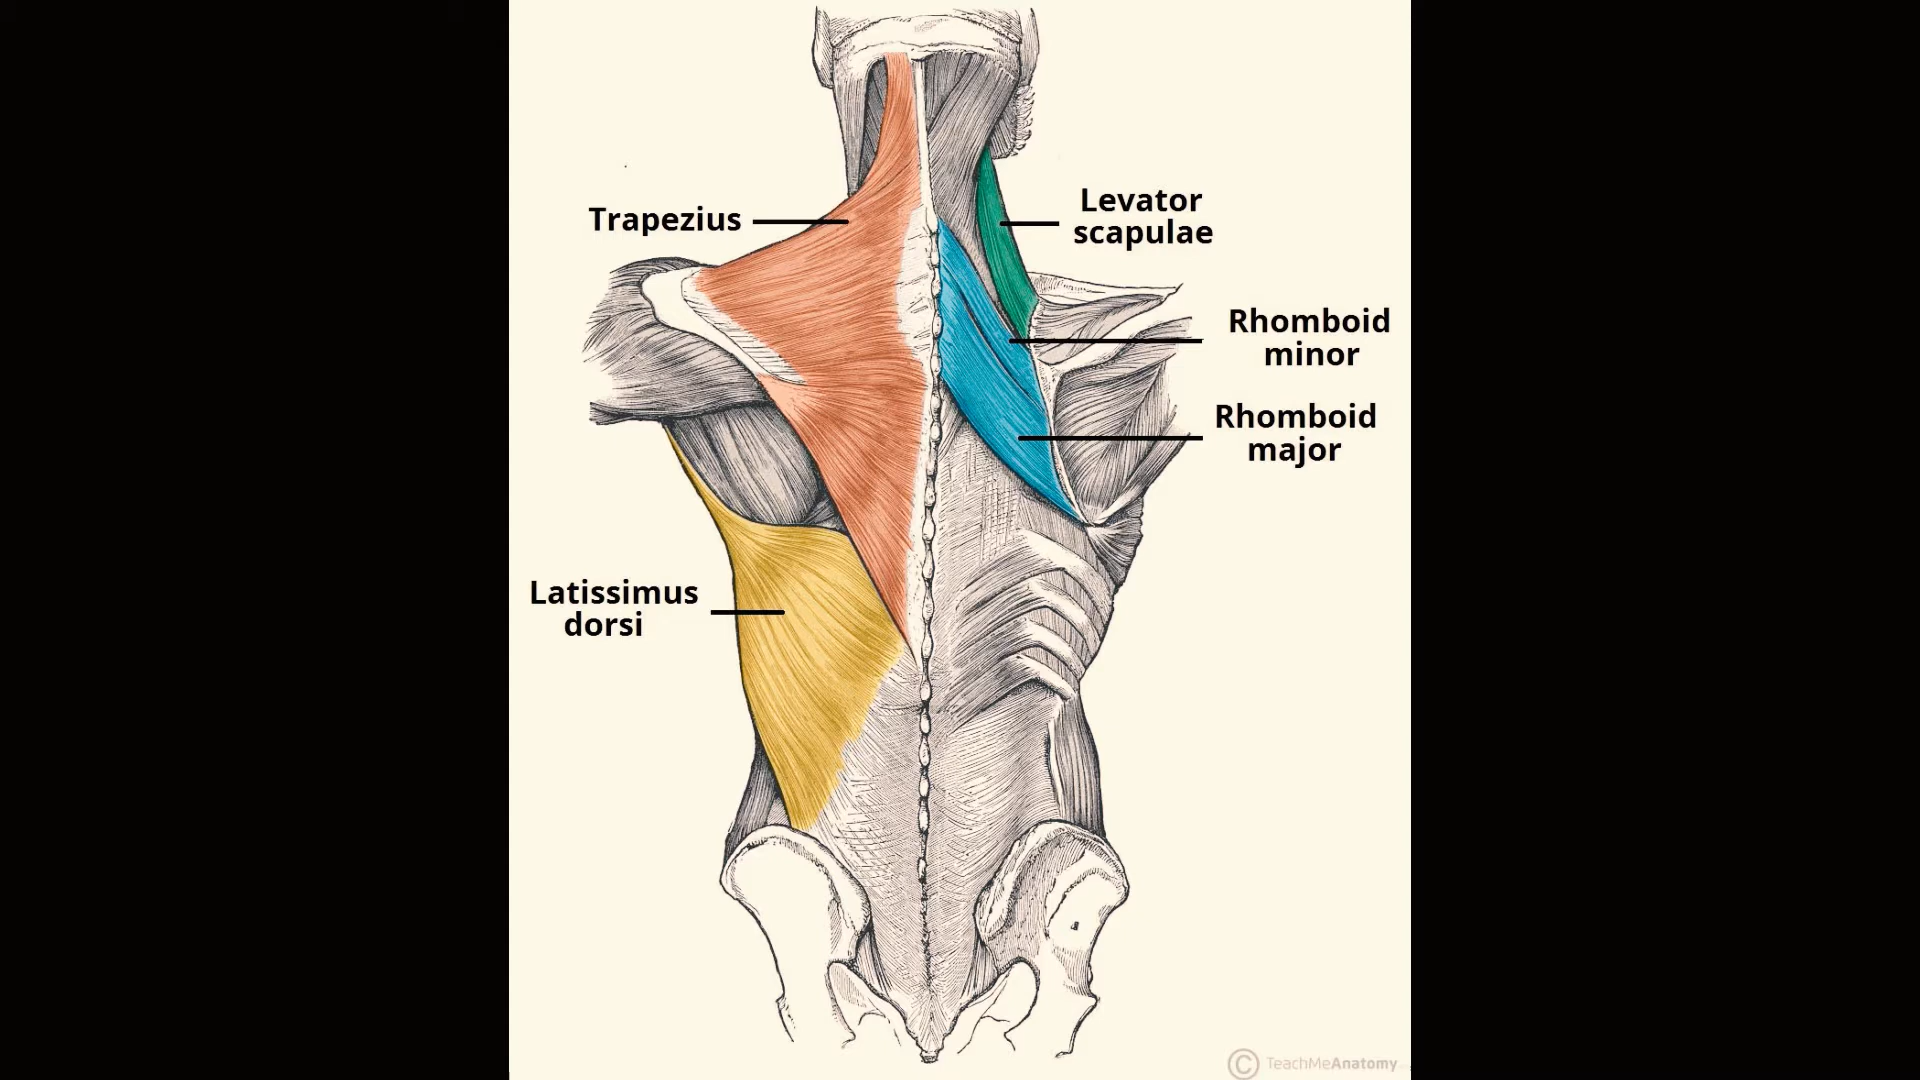 Trapezius
Levator
scapulae
Rhomboid
minor
Rhomboid
major
Latissimus
dorsi
© TeachMeAnatomy